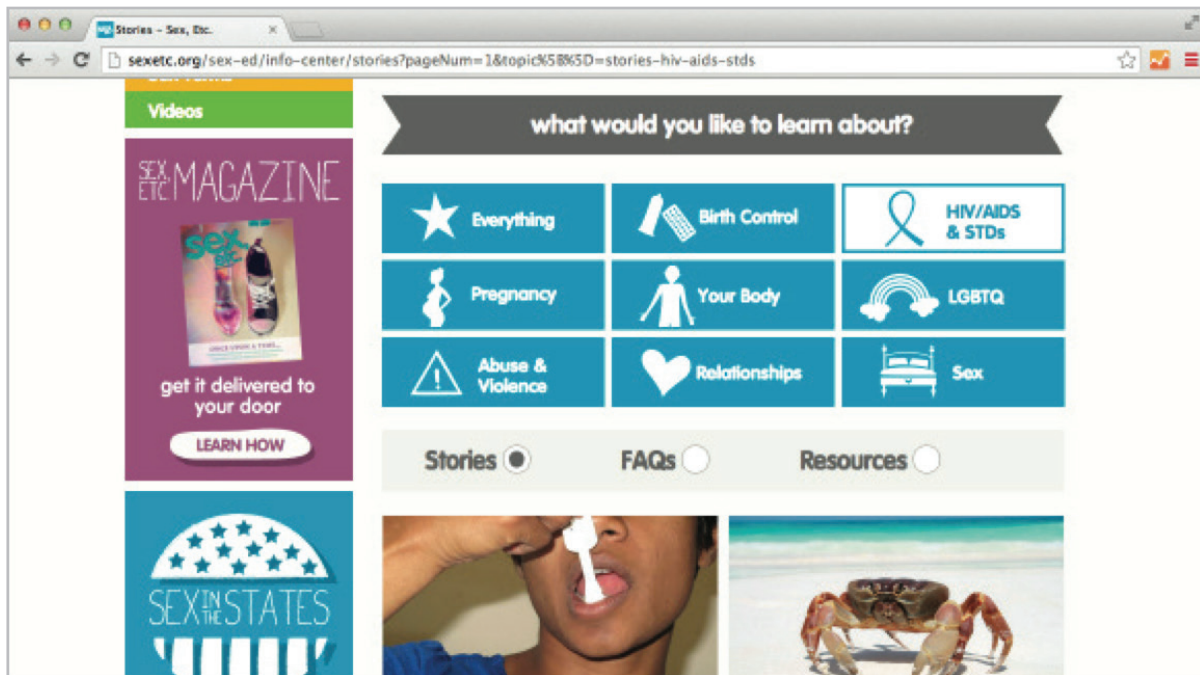 Stories - Sex, Etc.
sexetc.org/sex-ed/info-center/stories?pageNum=1&topic%5B%5D=stories-hiv-aids-stds
Videos
SEX, ETC MAGAZINE
sex, etc.
get it delivered to
your door
LEARN HOW
SEX IN THE STATES
what would you like to learn about?
Everything
Birth Control
HIV/AIDS
& STDs
Pregnancy
Your Body
LGBTQ
Abuse &
Violence
Relationships
Sex
Stories
FAQs
Resources